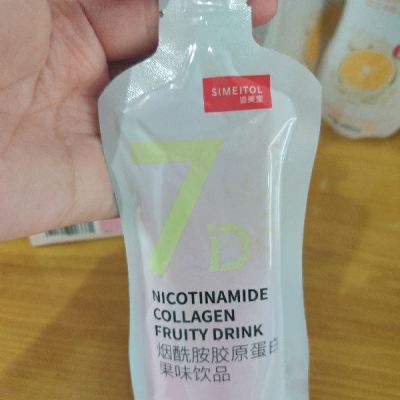 SIMEITOL
姿美堂
7
D
NICOTINAMIDE
COLLAGEN
FRUITY DRINK
烟酰胺胶原蛋白
果味饮品